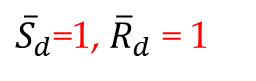 S̄d=1, R̄d = 1